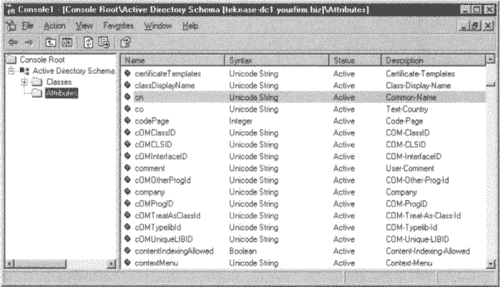 Console1 - [Console Root\Active Directory Schema [tekease-dc1.yourfirm.biz]\Attributes]
File Action View Favorites Window Help
Console Root
Active Directory Schema
Classes
Attributes
Name Syntax Status Description
certificateTemplates Unicode String Active Certificate-Templates
classDisplayName Unicode String Active Class-Display-Name
cn Unicode String Active Common-Name
co Unicode String Active Text-Country
codePage Integer Active Code-Page
cOMClassID Unicode String Active COM-ClassID
cOMCLSID Unicode String Active COM-CLSID
cOMInterfaceID Unicode String Active COM-InterfaceID
comment Unicode String Active User-Comment
cOMOtherProgId Unicode String Active COM-Other-Prog-Id
company Unicode String Active Company
cOMProgID Unicode String Active COM-ProgID
cOMTreatAsClassId Unicode String Active COM-Treat-As-Class-Id
cOMTypelibId Unicode String Active COM-Typelib-Id
cOMUniqueLIBID Unicode String Active COM-Unique-LIBID
contentIndexingAllowed Boolean Active Content-Indexing-Allowed
contextMenu Unicode String Active Context-Menu